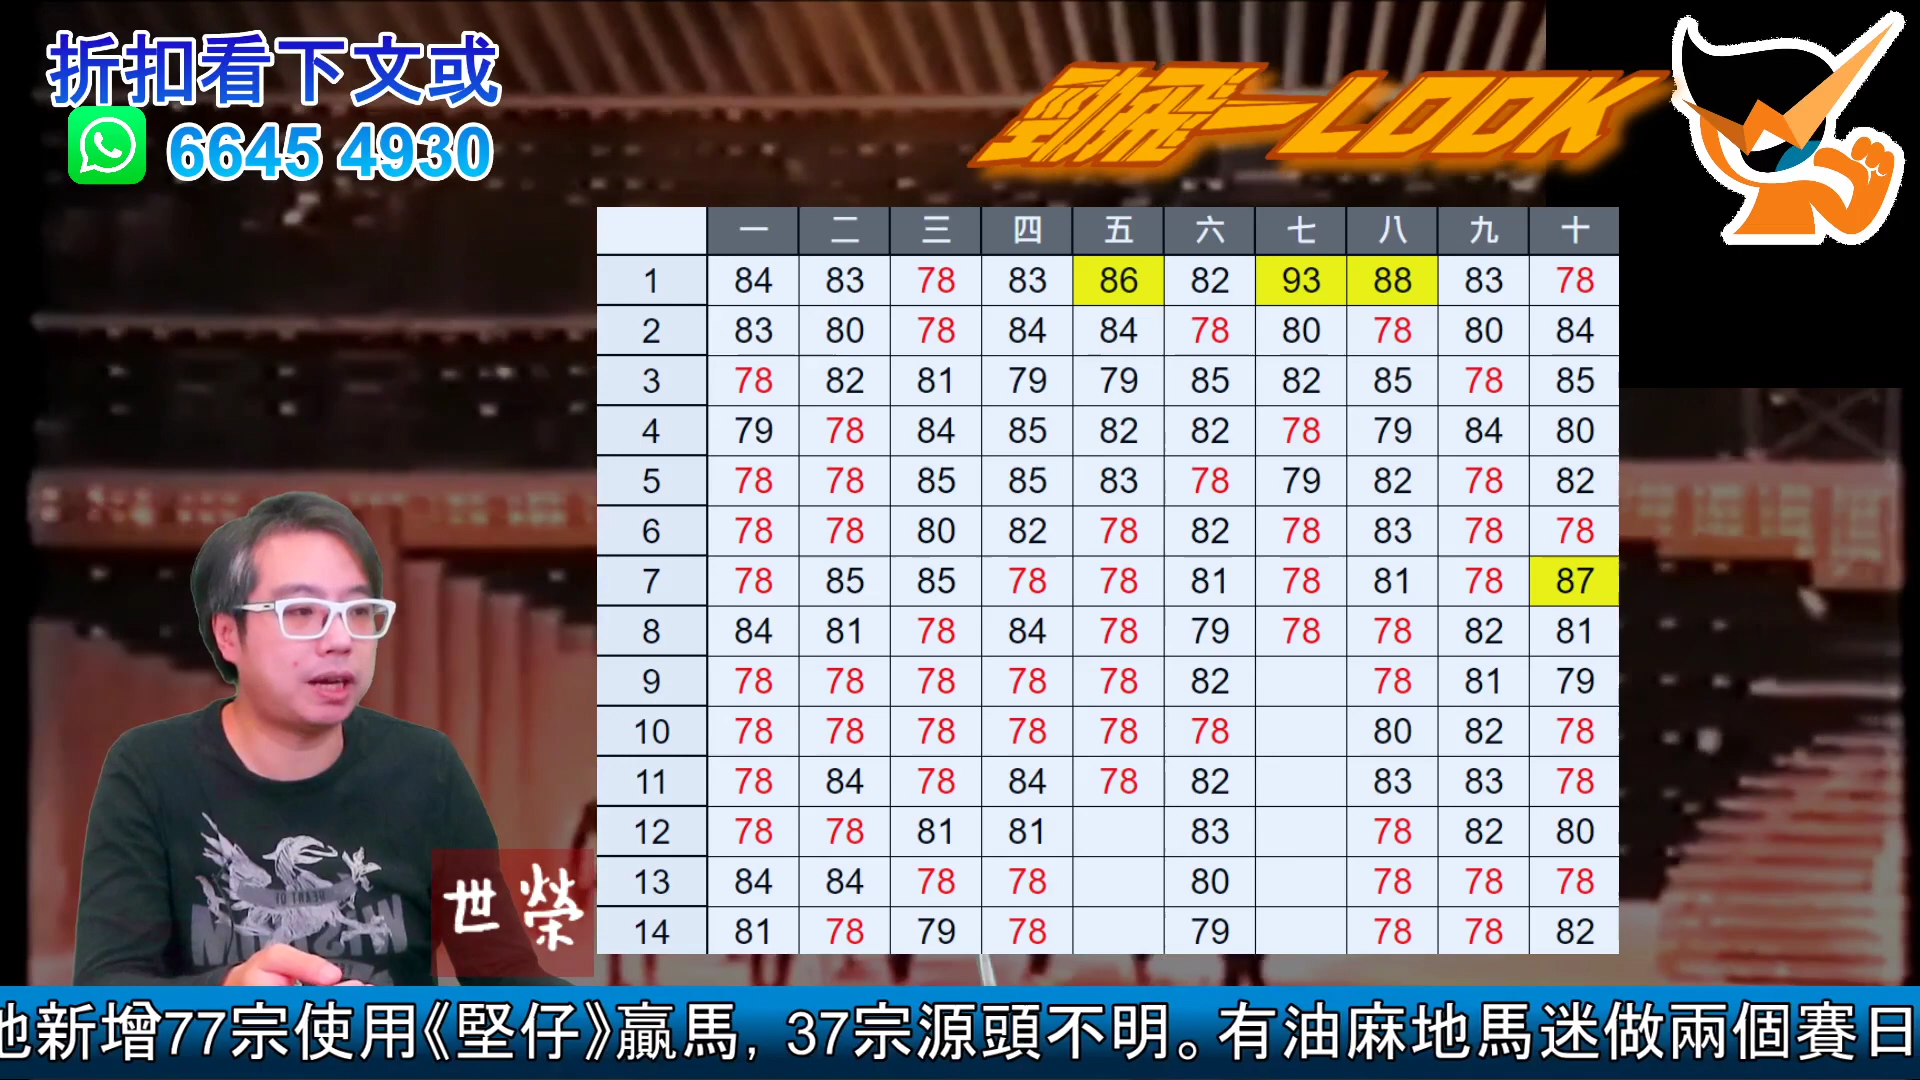 折扣看下文或
6645 4930
勁飛一LOOK
一 二 三 四 五 六 七 八 九 十
1 84 83 78 83 86 82 93 88 83 78
2 83 80 78 84 84 78 80 78 80 84
3 78 82 81 79 79 85 82 85 78 85
4 79 78 84 85 82 82 78 79 84 80
5 78 78 85 85 83 78 79 82 78 82
6 78 78 80 82 78 82 78 83 78 78
7 78 85 85 78 78 81 78 81 78 87
8 84 81 78 84 78 79 78 78 82 81
9 78 78 78 78 78 82 78 81 79
10 78 78 78 78 78 78 80 82 78
11 78 84 78 84 78 82 83 83 78
12 78 78 81 81 83 78 82 80
13 84 84 78 78 80 78 78 78
14 81 78 79 78 79 78 78 82
世榮
地新增77宗使用《堅仔》贏馬，37宗源頭不明。有油麻地馬迷做兩個賽日